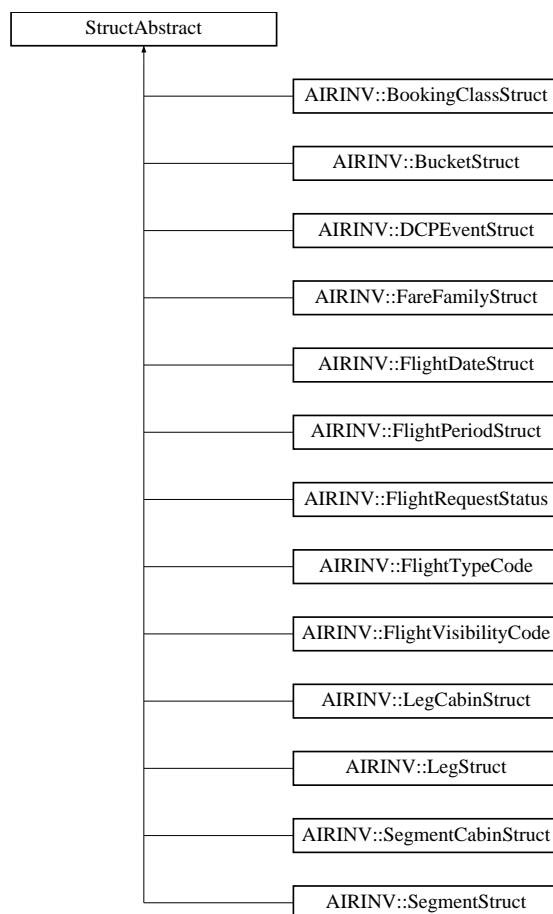 StructAbstract
AIRINV::BookingClassStruct
AIRINV::BucketStruct
AIRINV::DCPEventStruct
AIRINV::FareFamilyStruct
AIRINV::FlightDateStruct
AIRINV::FlightPeriodStruct
AIRINV::FlightRequestStatus
AIRINV::FlightTypeCode
AIRINV::FlightVisibilityCode
AIRINV::LegCabinStruct
AIRINV::LegStruct
AIRINV::SegmentCabinStruct
AIRINV::SegmentStruct